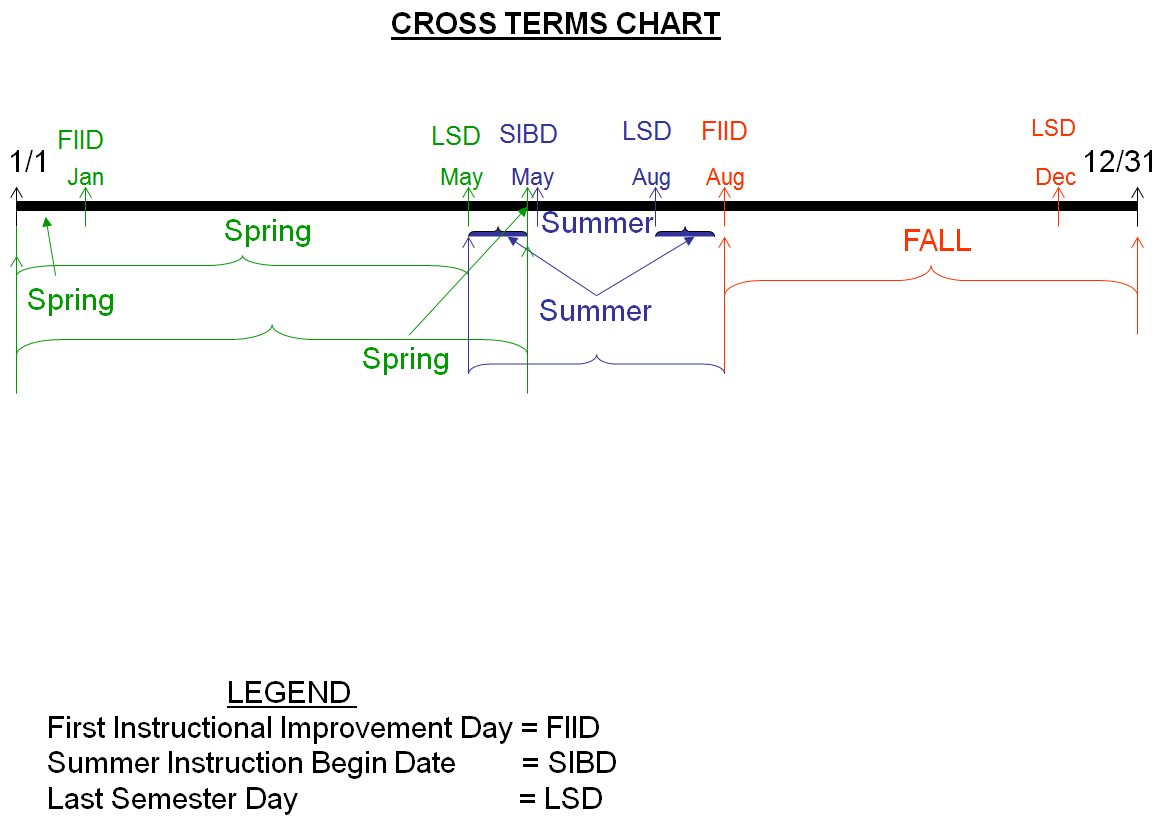 CROSS TERMS CHART
FIID LSD SIBD LSD FIID LSD
1/1 Jan May May Aug Aug Dec 12/31
Spring Summer FALL
Spring Summer
Spring
LEGEND
First Instructional Improvement Day = FIID
Summer Instruction Begin Date = SIBD
Last Semester Day = LSD